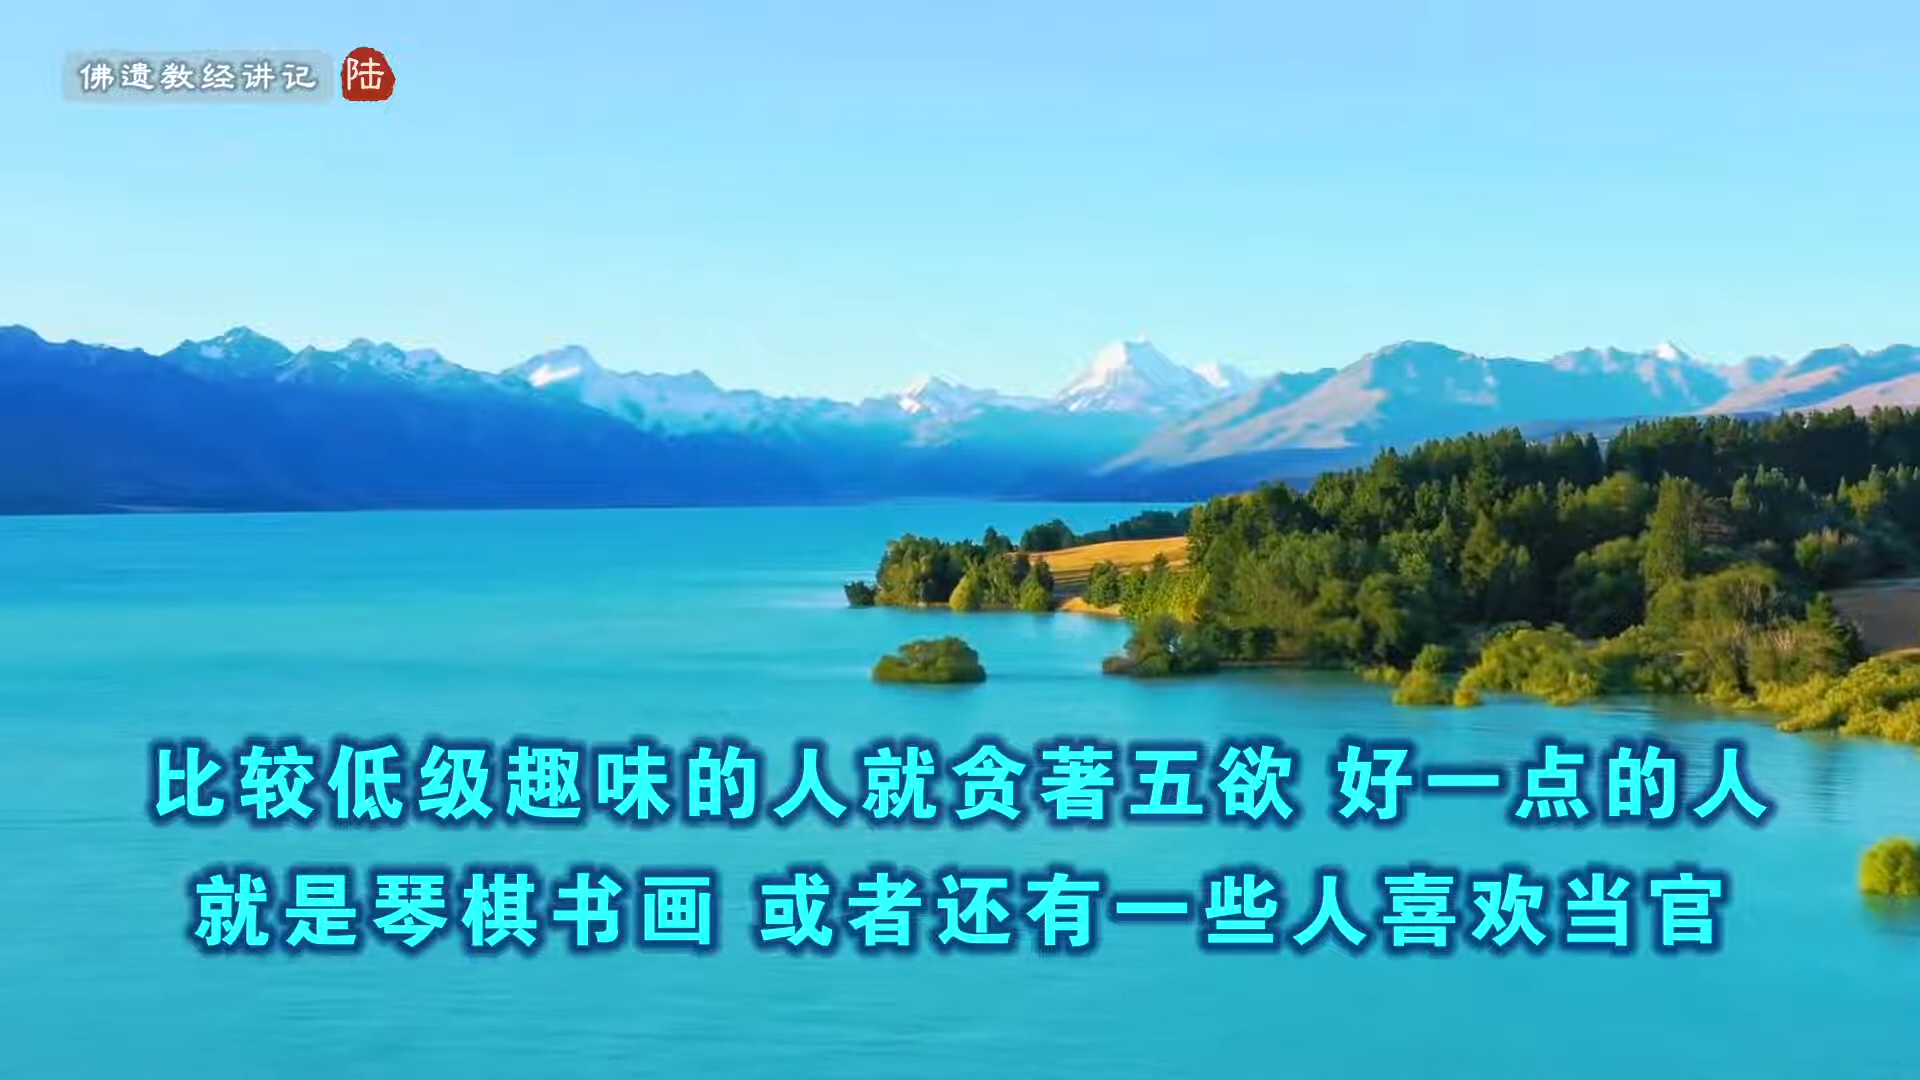 佛遗教经讲记 陆
比较低级趣味的人就贪著五欲 好一点的人
就是琴棋书画 或者还有一些人喜欢当官